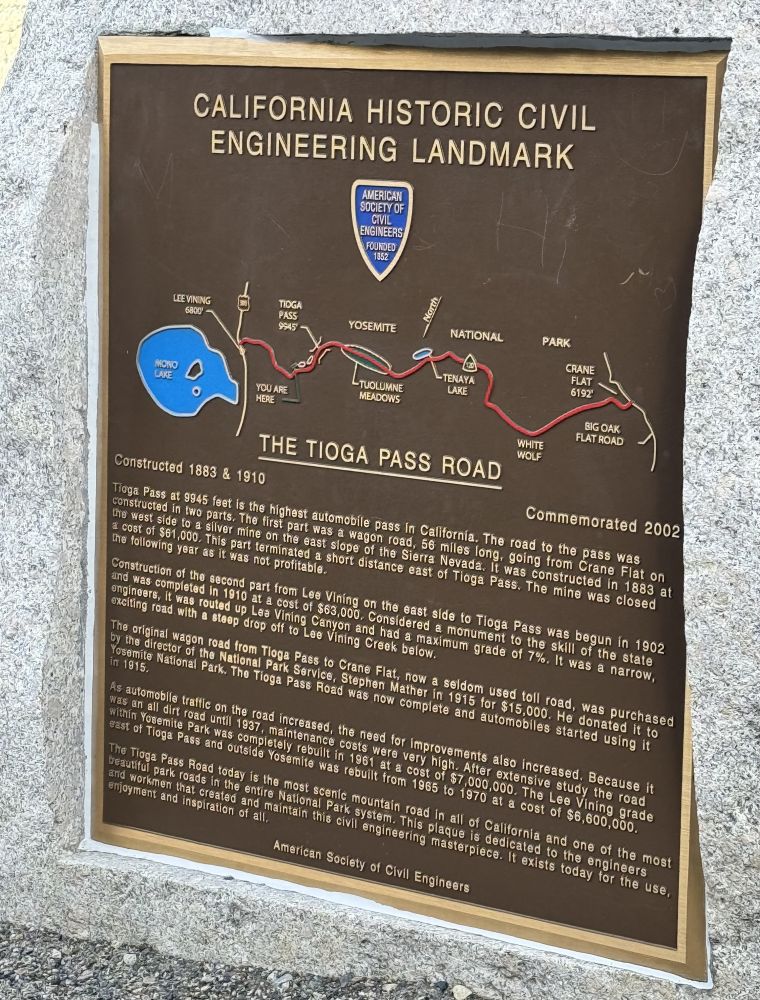 CALIFORNIA HISTORIC CIVIL
ENGINEERING LANDMARK
AMERICAN
SOCIETY OF
CIVIL
ENGINEERS
FOUNDED
1852
LEE VINING
6800'
395
TIOGA
PASS
9945'
YOSEMITE
North
NATIONAL
PARK
MONO
LAKE
YOU ARE
HERE
TUOLUMNE
MEADOWS
TENAYA
LAKE
120
CRANE
FLAT
6192'
WHITE
WOLF
BIG OAK
FLAT ROAD
THE TIOGA PASS ROAD
Constructed 1883 & 1910
Commemorated 2002
Tioga Pass at 9945 feet is the highest automobile pass in California. The road to the pass was
constructed in two parts. The first part was a wagon road, 56 miles long, going from Crane Flat on
the west side to a silver mine on the east slope of the Sierra Nevada. It was constructed in 1883 at
a cost of $61,000. This part terminated a short distance east of Tioga Pass. The mine was closed
the following year as it was not profitable.
Construction of the second part from Lee Vining on the east side to Tioga Pass was begun in 1902
and was completed in 1910 at a cost of $63,000. Considered a monument to the skill of the state
engineers, it was routed up Lee Vining Canyon and had a maximum grade of 7%. It was a narrow,
exciting road with a steep drop off to Lee Vining Creek below.
The original wagon road from Tioga Pass to Crane Flat, now a seldom used toll road, was purchased
by the director of the National Park Service, Stephen Mather in 1915 for $15,000. He donated it to
Yosemite National Park. The Tioga Pass Road was now complete and automobiles started using it
in 1915.
As automobile traffic on the road increased, the need for improvements also increased. Because it
was an all dirt road until 1937, maintenance costs were very high. After extensive study the road
within Yosemite Park was completely rebuilt in 1961 at a cost of $7,000,000. The Lee Vining grade
east of Tioga Pass and outside Yosemite was rebuilt from 1965 to 1970 at a cost of $6,600,000.
The Tioga Pass Road today is the most scenic mountain road in all of California and one of the most
beautiful park roads in the entire National Park system. This plaque is dedicated to the engineers
and workmen that created and maintain this civil engineering masterpiece. It exists today for the use,
enjoyment and inspiration of all.
American Society of Civil Engineers